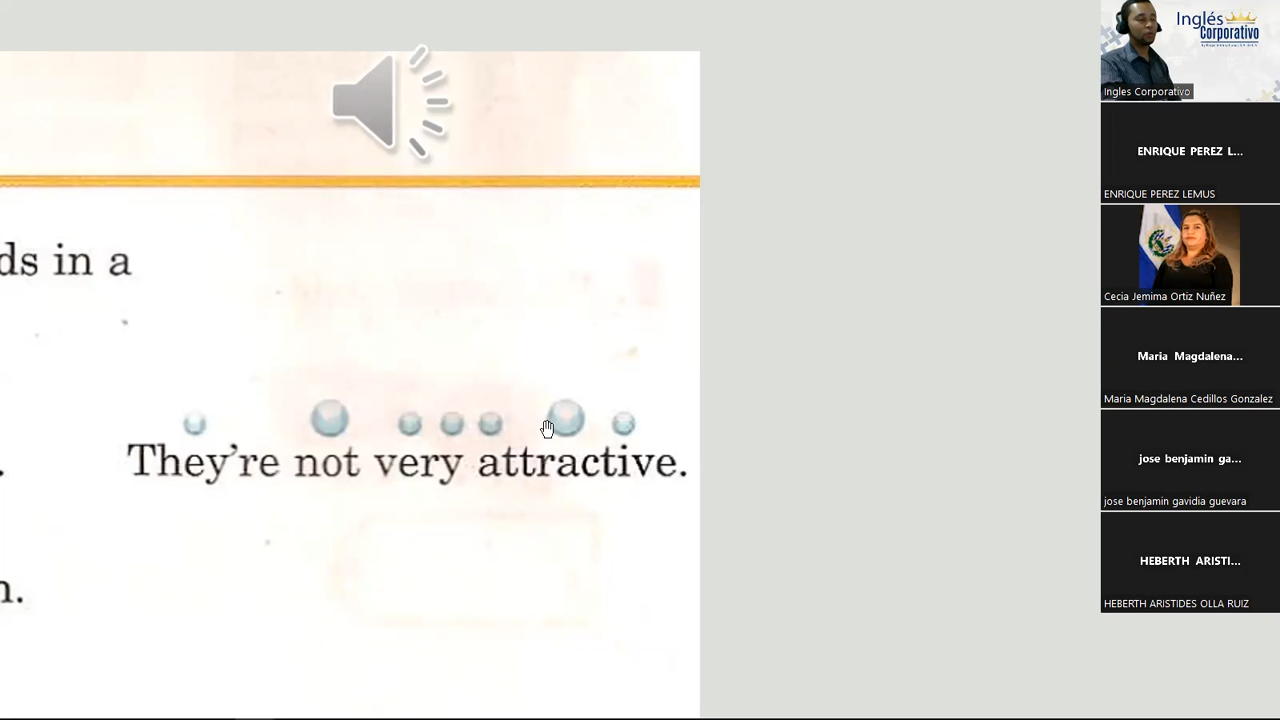 ds in a
They're not very attractive.
.
n.
Inglés
Corporativo
Ingles Corporativo
ENRIQUE PEREZ L...
ENRIQUE PEREZ LEMUS
Cecia Jemima Ortiz Nuñez
Maria Magdalena...
Maria Magdalena Cedillos Gonzalez
jose benjamin ga...
jose benjamin gavidia guevara
HEBERTH ARISTI...
HEBERTH ARISTIDES OLLA RUIZ